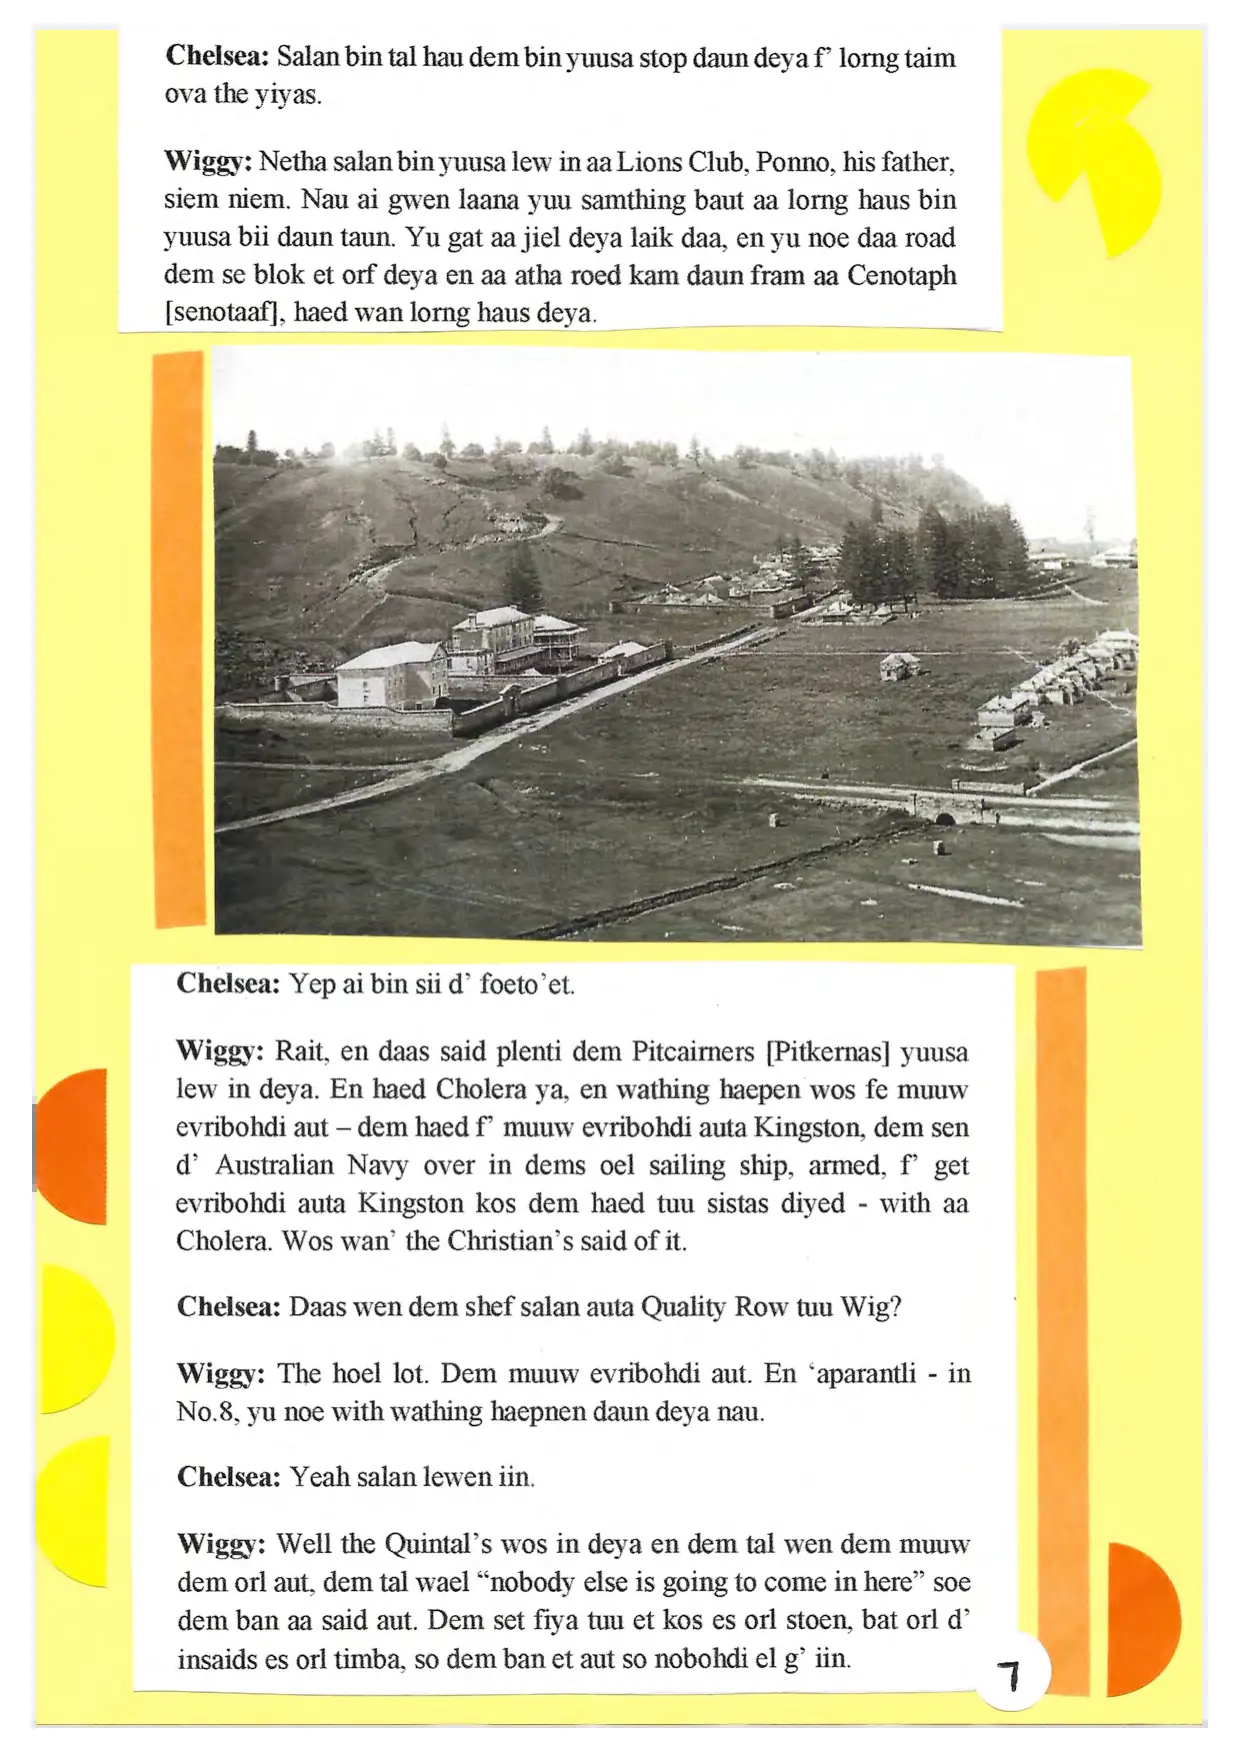 Chelsea: Salan bin tal hau dem bin yuusa stop daun deya f’ lorng taim
ova the yiyas.
Wiggy: Netha salan bin yuusa lew in aa Lions Club, Ponno, his father,
siem niem. Nau ai gwen laana yuu samthing baut aa lorng haus bin
yuusa bii daun taun. Yu gat aa jiel deya laik daa, en yu noe daa road
dem se blok et orf deya en aa atha roed kam daun fram aa Cenotaph
[senotaaf], haed wan lorng haus deya.
Chelsea: Yep ai bin sii d’ foeto’et.
Wiggy: Rait, en daas said plenti dem Pitcairners [Pitkernas] yuusa
lew in deya. En haed Cholera ya, en wathing haepen wos fe muuw
evribohdi aut – dem haed f’ muuw evribohdi auta Kingston, dem sen
d’ Australian Navy over in dems oel sailing ship, armed, f’ get
evribohdi auta Kingston kos dem haed tuu sistas diyed - with aa
Cholera. Wos wan’ the Christian’s said of it.
Chelsea: Daas wen dem shef salan auta Quality Row tuu Wig?
Wiggy: The hoel lot. Dem muuw evribohdi aut. En ‘aparantli - in
No.8, yu noe with wathing haepnen daun deya nau.
Chelsea: Yeah salan lewen iin.
Wiggy: Well the Quintal’s wos in deya en dem tal wen dem muuw
dem orl aut, dem tal wael “nobody else is going to come in here” soe
dem ban aa said aut. Dem set fiya tuu et kos es orl stoen, bat orl d’
insaids es orl timba, so dem ban et aut so nobohdi el g’ iin.
7